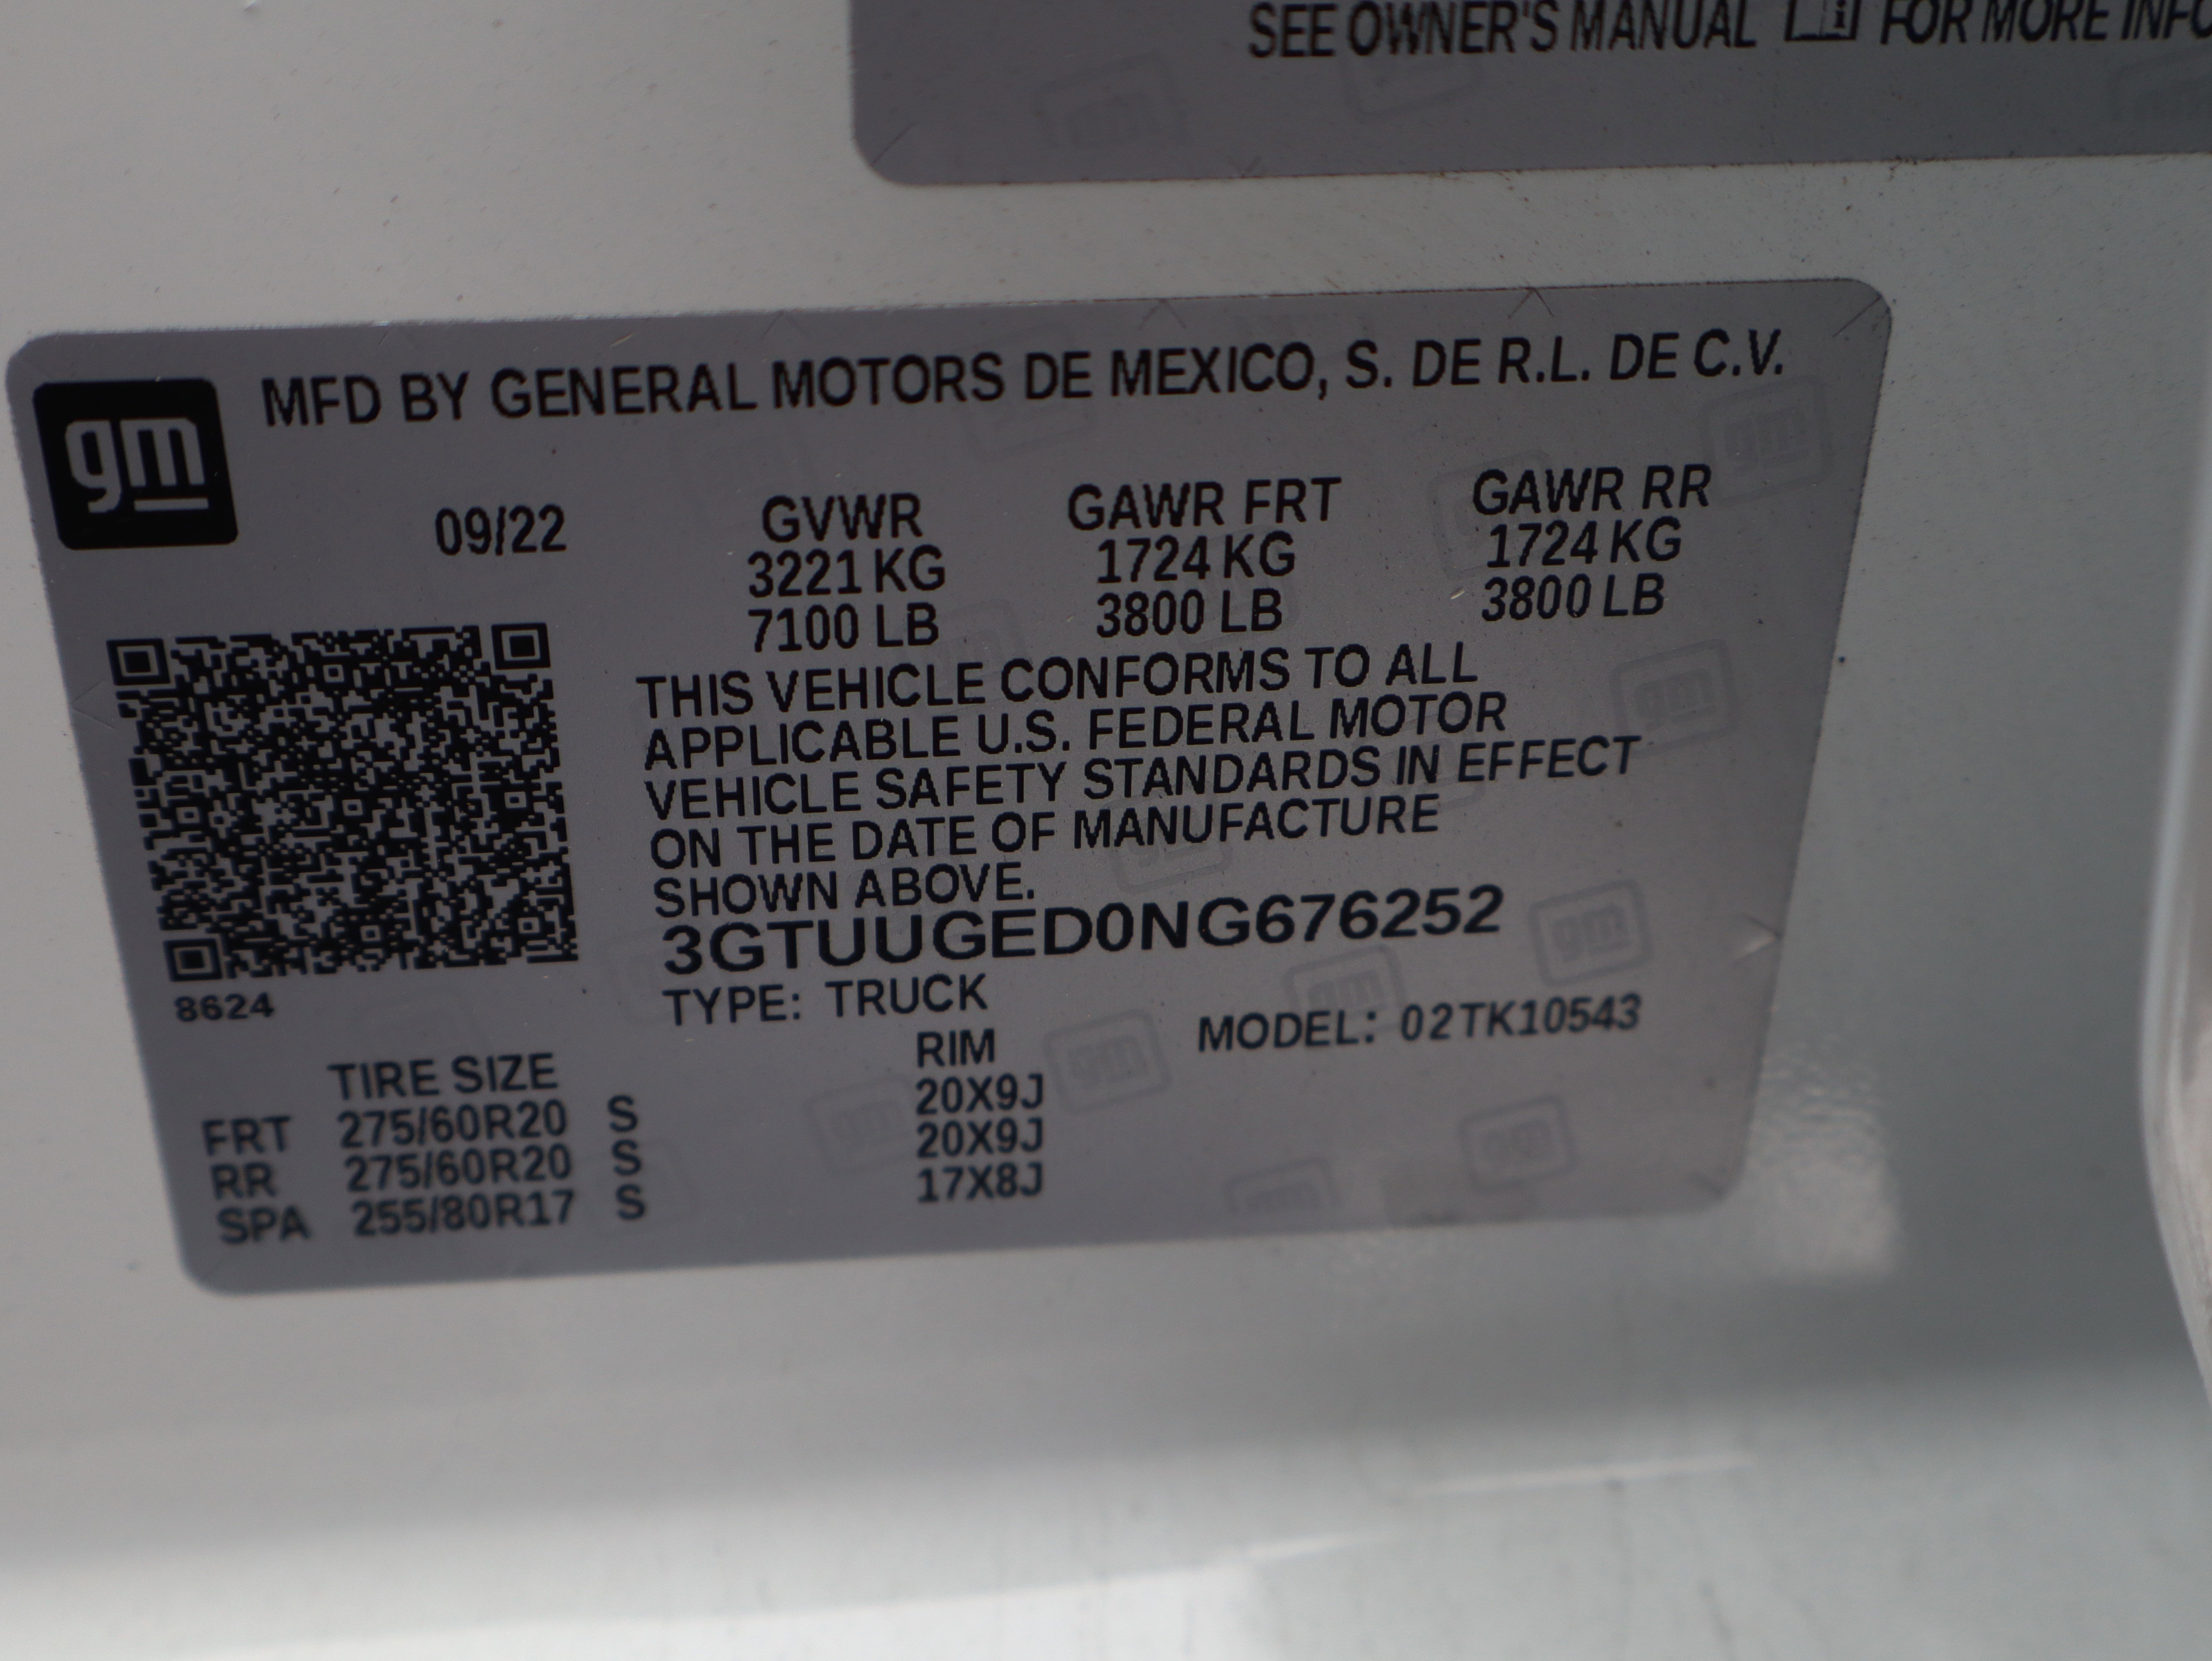 SEE OWNER'S MANUAL i FOR MORE INFO
gm
MFD BY GENERAL MOTORS DE MEXICO, S. DE R.L. DE C.V.
09/22 GVWR GAWR FRT GAWR RR
3221 KG 1724 KG 1724 KG
7100 LB 3800 LB 3800 LB
THIS VEHICLE CONFORMS TO ALL
APPLICABLE U.S. FEDERAL MOTOR
VEHICLE SAFETY STANDARDS IN EFFECT
ON THE DATE OF MANUFACTURE
SHOWN ABOVE.
3GTUUGED0NG676252
8624
TYPE: TRUCK
MODEL: 02TK10543
TIRE SIZE RIM
FRT 275/60R20 S 20X9J
RR 275/60R20 S 20X9J
SPA 255/80R17 S 17X8J